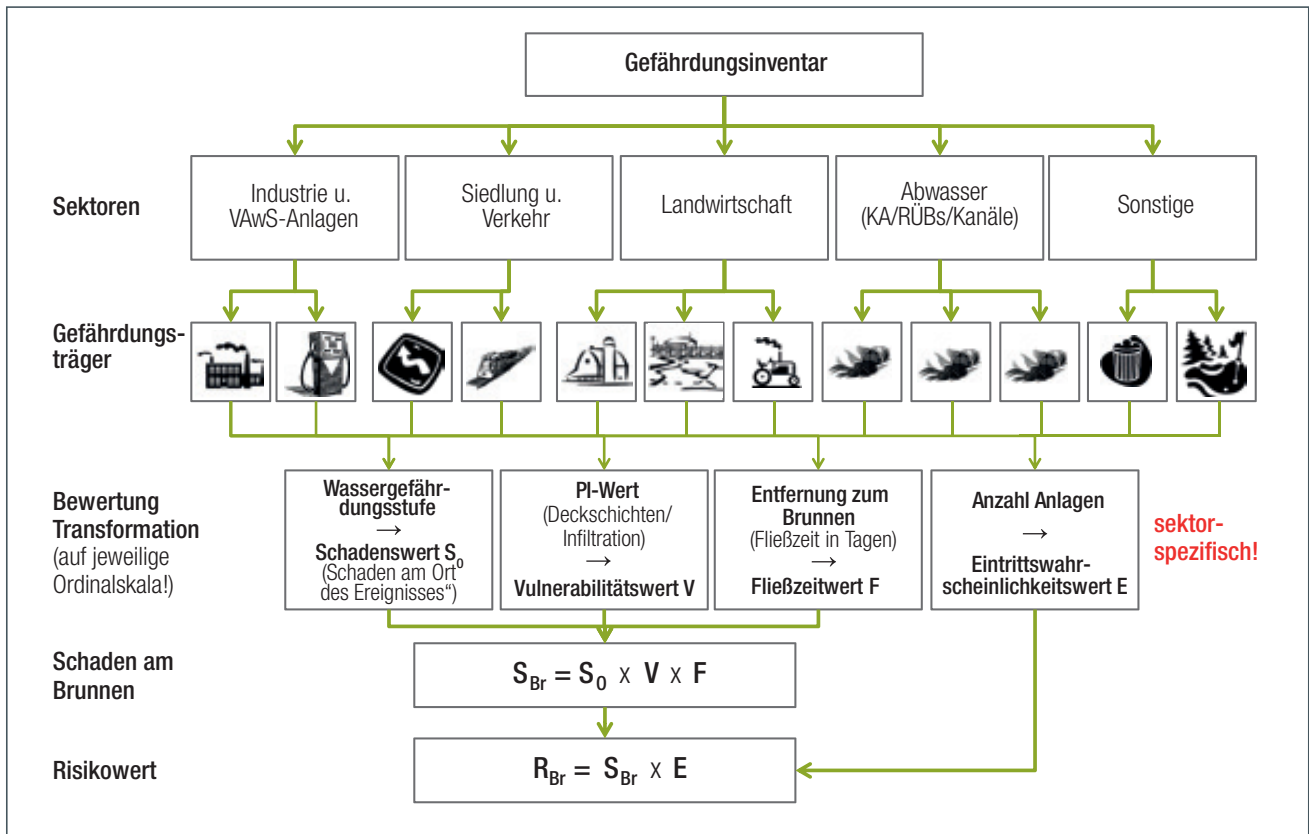 Gefährdungsinventar
Sektoren
Industrie u.
VAwS-Anlagen
Siedlung u.
Verkehr
Landwirtschaft
Abwasser
(KA/RÜBs/Kanäle)
Sonstige
Gefährdungs-
träger
Bewertung
Transformation
(auf jeweilige
Ordinalskala!)
Wassergefähr-
dungsstufe
→
Schadenswert S0
(Schaden am Ort
des Ereignisses“)
PI-Wert
(Deckschichten/
Infiltration)
→
Vulnerabilitätswert V
Entfernung zum
Brunnen
(Fließzeit in Tagen)
→
Fließzeitwert F
Anzahl Anlagen
→
Eintrittswahr-
scheinlichkeitswert E
sektor-
spezifisch!
Schaden am
Brunnen
SBr = S0 x V x F
Risikowert
RBr = SBr x E